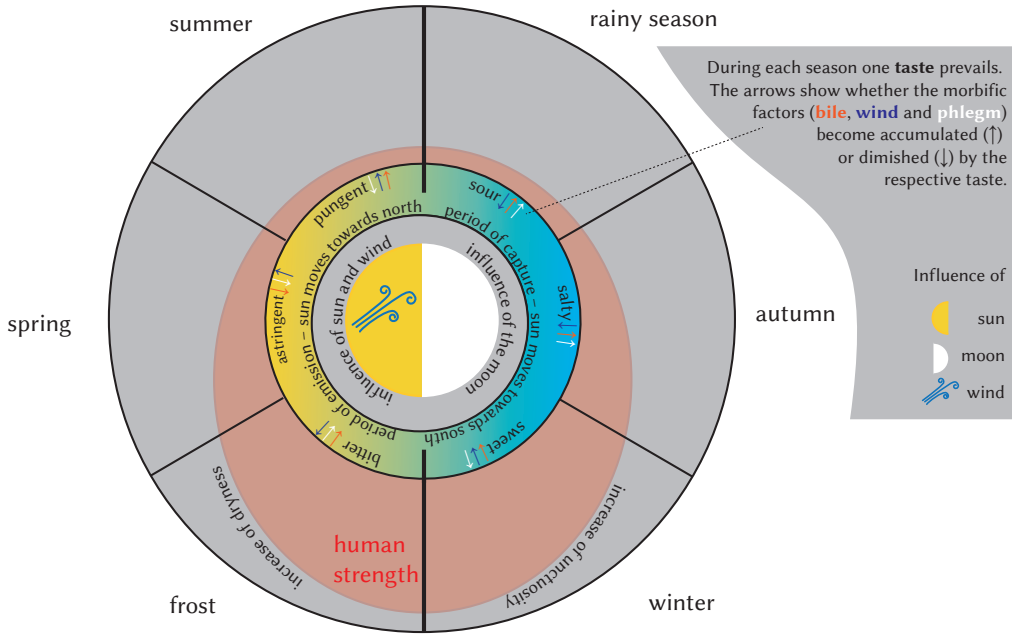 summer
rainy season
During each season one taste prevails.
The arrows show whether the morbific
factors (bile, wind and phlegm)
become accumulated (↑)
or dimished (↓) by the
respective taste.
pungent ↓↑↑
sour ↓↑↑
period of emission – sun moves towards north
period of capture – sun moves towards south
influence of sun and wind
influence of the moon
astringent ↓↓↑
salty ↓↑↑
bitter ↑↑↓
sweet ↑↑↓
spring
autumn
Influence of
sun
moon
wind
increase of dryness
human
strength
increase of unctuosity
frost
winter